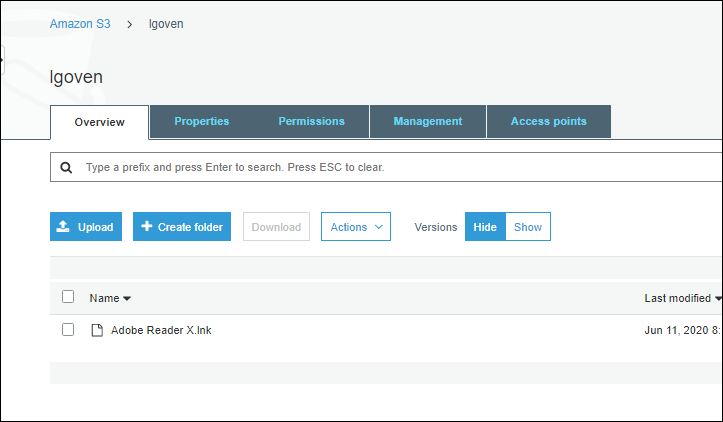 Amazon S3 > lgoven
lgoven
Overview Properties Permissions Management Access points
Type a prefix and press Enter to search. Press ESC to clear.
Upload + Create folder Download Actions Versions Hide Show
Name Last modified
Adobe Reader X.lnk Jun 11, 2020 8: